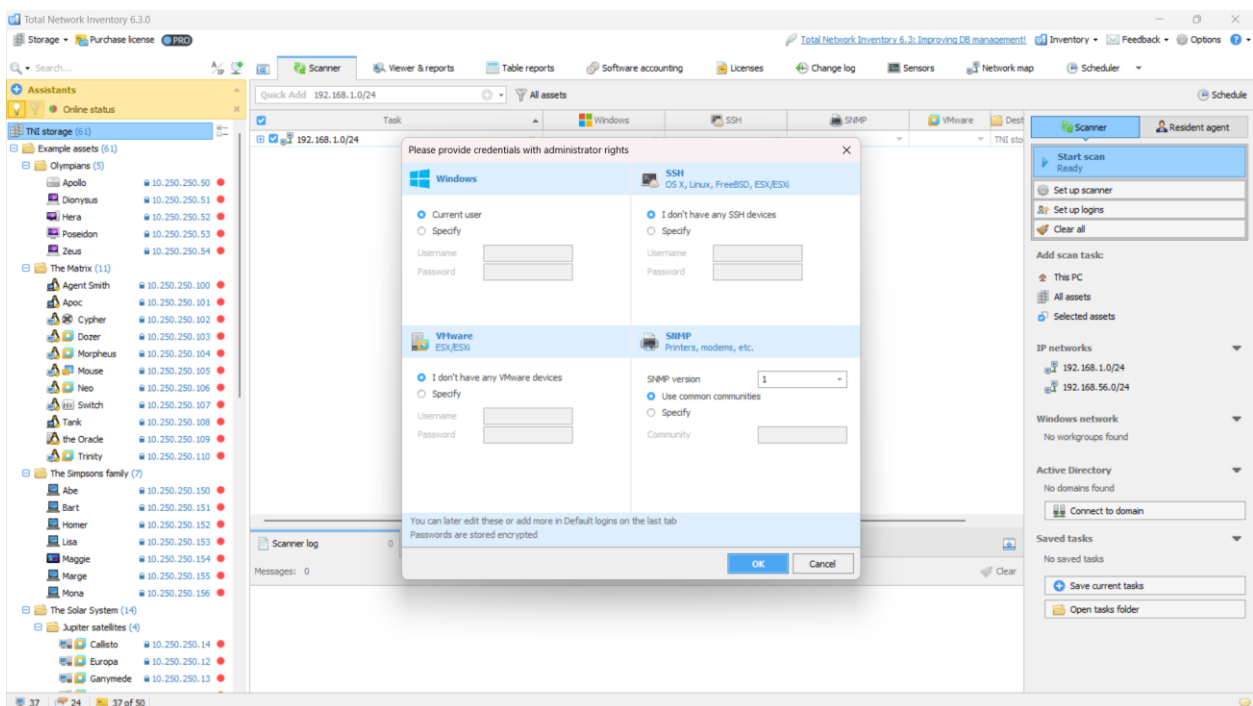 Total Network Inventory 6.3.0
Storage Purchase license PRO
Total Network Inventory 6.3: Improving DB management! Inventory Feedback Options
Search...
Scanner Viewer & reports Table reports Software accounting Licenses Change log Sensors Network map Scheduler
Assistants
Online status
Quick Add 192.168.1.0/24 All assets Schedule
TNI storage (61)
Example assets (61)
Olympians (5)
Apollo 10.250.250.50
Dionysus 10.250.250.51
Hera 10.250.250.52
Poseidon 10.250.250.53
Zeus 10.250.250.54
The Matrix (11)
Agent Smith 10.250.250.100
Apoc 10.250.250.101
Cypher 10.250.250.102
Dozer 10.250.250.103
Morpheus 10.250.250.104
Mouse 10.250.250.105
Neo 10.250.250.106
Switch 10.250.250.107
Tank 10.250.250.108
the Oracle 10.250.250.109
Trinity 10.250.250.110
The Simpsons family (7)
Abe 10.250.250.150
Bart 10.250.250.151
Homer 10.250.250.152
Lisa 10.250.250.153
Maggie 10.250.250.154
Marge 10.250.250.155
Mona 10.250.250.156
The Solar System (14)
Jupiter satellites (4)
Callisto 10.250.250.14
Europa 10.250.250.12
Ganymede 10.250.250.13
37 24 37 of 50
Task Windows SSH SNMP VMware Dest
192.168.1.0/24 TNI sto
Please provide credentials with administrator rights
Windows
Current user
Specify
Username
Password
SSH
OS X, Linux, FreeBSD, ESX/ESXi
I don't have any SSH devices
Specify
Username
Password
VMware
ESX/ESXi
I don't have any VMware devices
Specify
Username
Password
SNMP
Printers, modems, etc.
SNMP version 1
Use common communities
Specify
Community
You can later edit these or add more in Default logins on the last tab
Passwords are stored encrypted
OK Cancel
Scanner log 0
Messages: 0 Clear
Scanner Resident agent
Start scan
Ready
Set up scanner
Set up logins
Clear all
Add scan task:
This PC
All assets
Selected assets
IP networks
192.168.1.0/24
192.168.56.0/24
Windows network
No workgroups found
Active Directory
No domains found
Connect to domain
Saved tasks
No saved tasks
Save current tasks
Open tasks folder